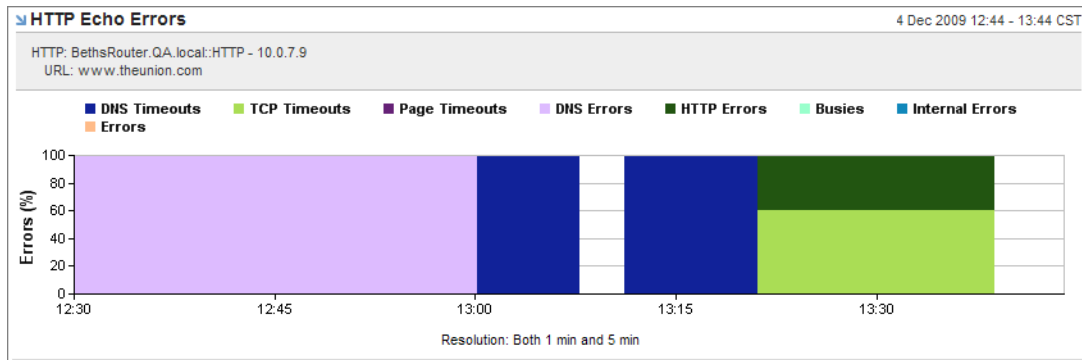 HTTP Echo Errors 4 Dec 2009 12:44 - 13:44 CST
HTTP: BethsRouter.QA.local::HTTP - 10.0.7.9
URL: www.theunion.com
DNS Timeouts TCP Timeouts Page Timeouts DNS Errors HTTP Errors Busies Internal Errors
Errors
Errors (%)
100
80
60
40
20
0
12:30 12:45 13:00 13:15 13:30
Resolution: Both 1 min and 5 min